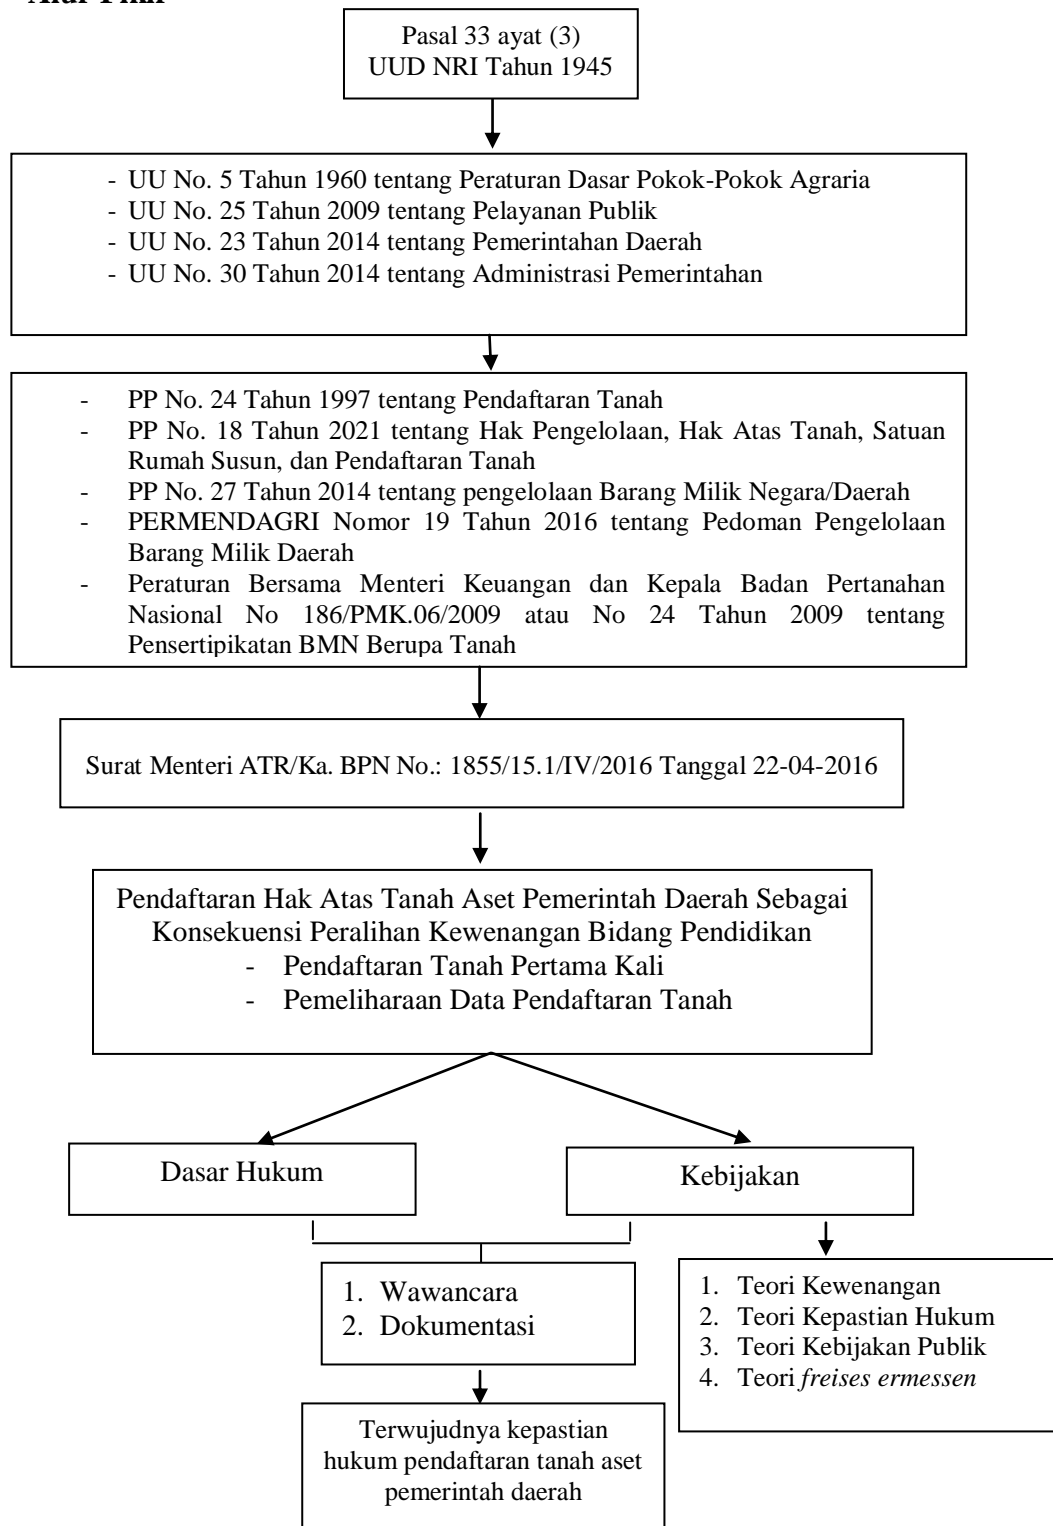 Alur Pikir
Pasal 33 ayat (3)
UUD NRI Tahun 1945
- UU No. 5 Tahun 1960 tentang Peraturan Dasar Pokok-Pokok Agraria
- UU No. 25 Tahun 2009 tentang Pelayanan Publik
- UU No. 23 Tahun 2014 tentang Pemerintahan Daerah
- UU No. 30 Tahun 2014 tentang Administrasi Pemerintahan
- PP No. 24 Tahun 1997 tentang Pendaftaran Tanah
- PP No. 18 Tahun 2021 tentang Hak Pengelolaan, Hak Atas Tanah, Satuan
Rumah Susun, dan Pendaftaran Tanah
- PP No. 27 Tahun 2014 tentang pengelolaan Barang Milik Negara/Daerah
- PERMENDAGRI Nomor 19 Tahun 2016 tentang Pedoman Pengelolaan
Barang Milik Daerah
- Peraturan Bersama Menteri Keuangan dan Kepala Badan Pertanahan
Nasional No 186/PMK.06/2009 atau No 24 Tahun 2009 tentang
Pensertipikatan BMN Berupa Tanah
Surat Menteri ATR/Ka. BPN No.: 1855/15.1/IV/2016 Tanggal 22-04-2016
Pendaftaran Hak Atas Tanah Aset Pemerintah Daerah Sebagai
Konsekuensi Peralihan Kewenangan Bidang Pendidikan
- Pendaftaran Tanah Pertama Kali
- Pemeliharaan Data Pendaftaran Tanah
Dasar Hukum
Kebijakan
1. Wawancara
2. Dokumentasi
1. Teori Kewenangan
2. Teori Kepastian Hukum
3. Teori Kebijakan Publik
4. Teori freises ermessen
Terwujudnya kepastian
hukum pendaftaran tanah aset
pemerintah daerah